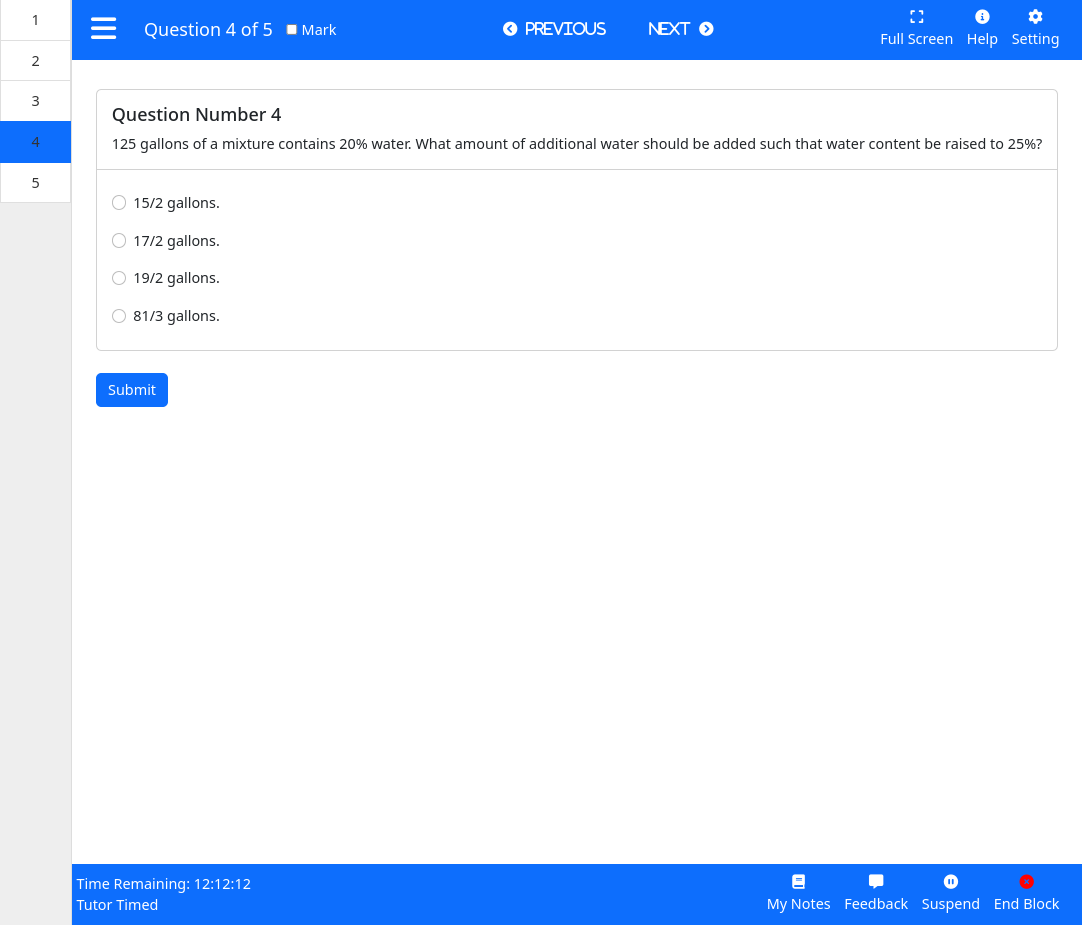 1
2
3
4
5
Question 4 of 5 Mark PREVIOUS NEXT Full Screen Help Setting
Question Number 4
125 gallons of a mixture contains 20% water. What amount of additional water should be added such that water content be raised to 25%?
15/2 gallons.
17/2 gallons.
19/2 gallons.
81/3 gallons.
Submit
Time Remaining: 12:12:12
Tutor Timed
My Notes Feedback Suspend End Block